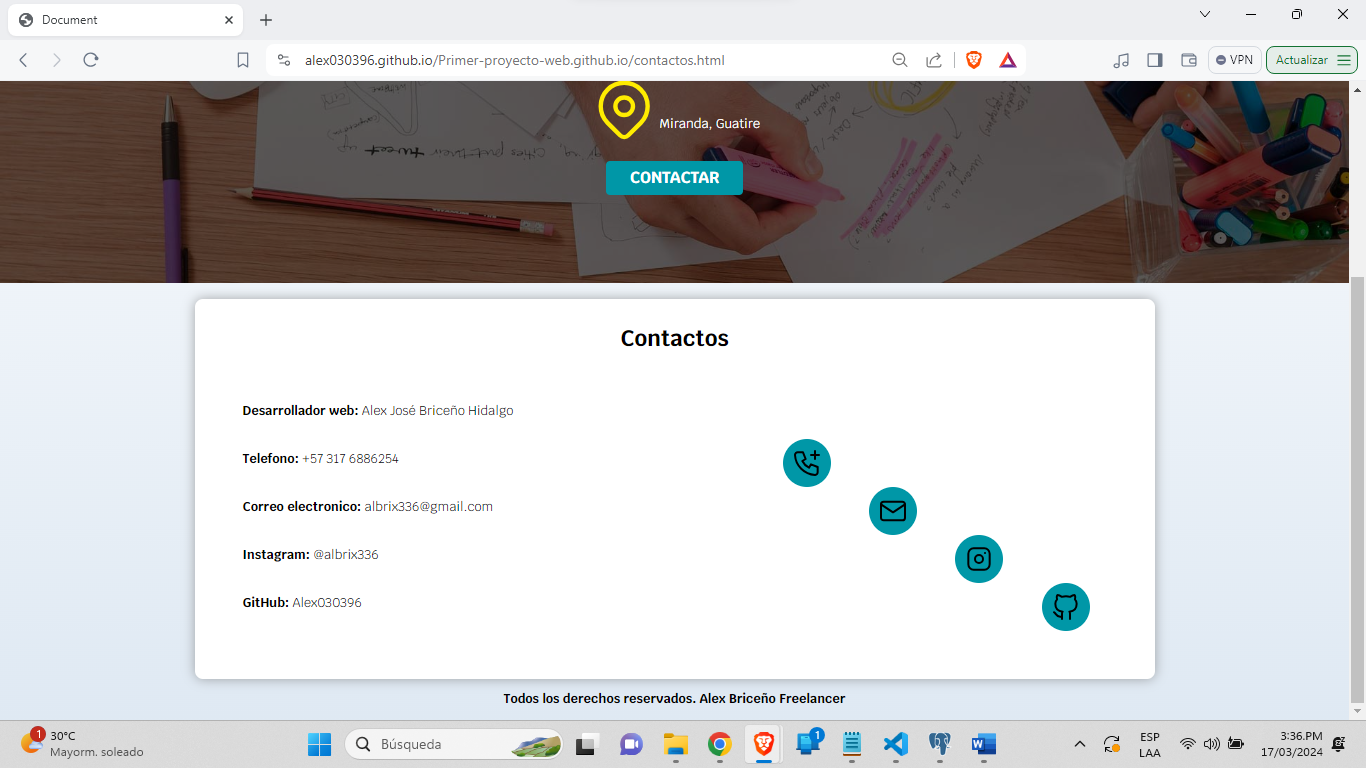 Document
alex030396.github.io/Primer-proyecto-web.github.io/contactos.html
VPN
Actualizar
Miranda, Guatire
CONTACTAR
tweet
Contactos
Desarrollador web: Alex José Briceño Hidalgo
Telefono: +57 317 6886254
Correo electronico: albrix336@gmail.com
Instagram: @albrix336
GitHub: Alex030396
Todos los derechos reservados. Alex Briceño Freelancer
1
30°C
Mayorm. soleado
Búsqueda
1
ESP
LAA
3:36 PM
17/03/2024